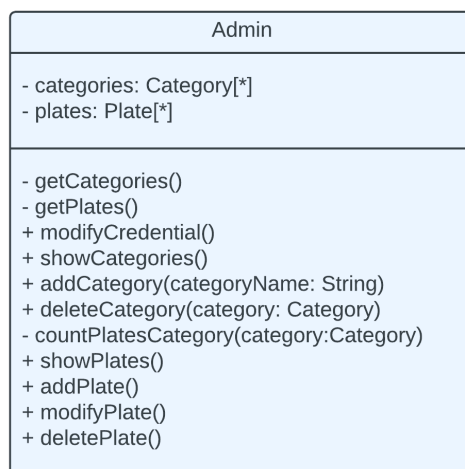 Admin
- categories: Category[*]
- plates: Plate[*]
- getCategories()
- getPlates()
+ modifyCredential()
+ showCategories()
+ addCategory(categoryName: String)
+ deleteCategory(category: Category)
- countPlatesCategory(category:Category)
+ showPlates()
+ addPlate()
+ modifyPlate()
+ deletePlate()